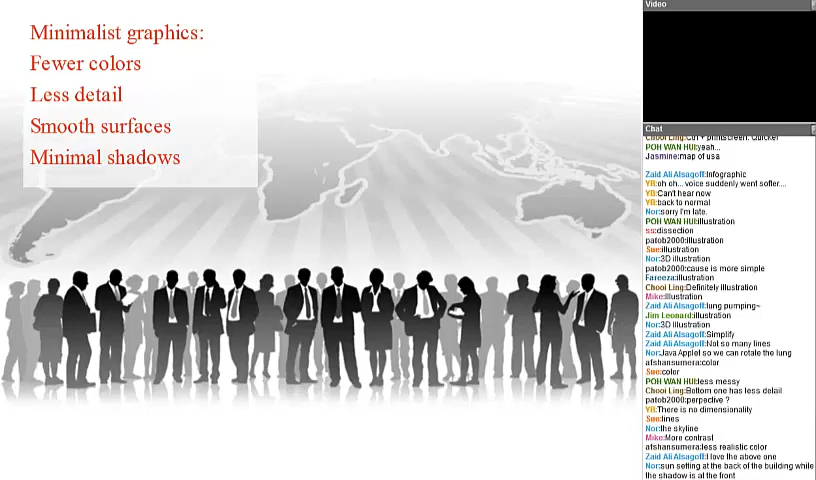 Minimalist graphics:
Fewer colors
Less detail
Smooth surfaces
Minimal shadows
Video
Chat
Chooi Ling:Ctrl + printscreen. Quicker
POH WAN HUI:yeah...
Jasmine:map of usa
Zaid Ali Alsagoff:Infographic
YB:oh oh... voice suddenly went softer....
YB:Can't hear now
YB:back to normal
Nor:sorry I'm late.
POH WAN HUI:illustration
ss:dissection
patob2000:illustration
Sue:illustration
Nor:3D illustration
patob2000:cause is more simple
Fareeza:illustration
Chooi Ling:Definitely illustration
Mike:Illustration
Zaid Ali Alsagoff:lung pumping~
Jim Leonard:illustration
Nor:3D Illustration
Zaid Ali Alsagoff:Simplify
Zaid Ali Alsagoff:Not so many lines
Nor:Java Applet so we can rotate the lung
afshansumera:color
Sue:color
POH WAN HUI:less messy
Chooi Ling:Bottom one has less detail
patob2000:perpective ?
YB:There is no dimensionality
Sue:lines
Nor:the skyline
Mike:More contrast
afshansumera:less realistic color
Zaid Ali Alsagoff:I love the above one
Nor:sun setting at the back of the building while
the shadow is at the front